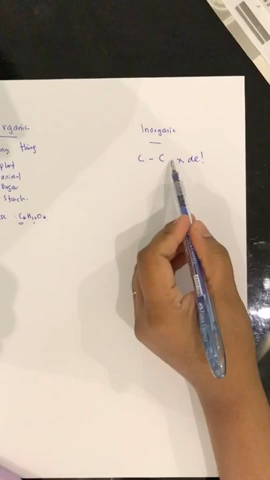 rganic
ng thing
plant
animal
sugar
starch
se : C6H12O6
Inorganic
C - C x de!